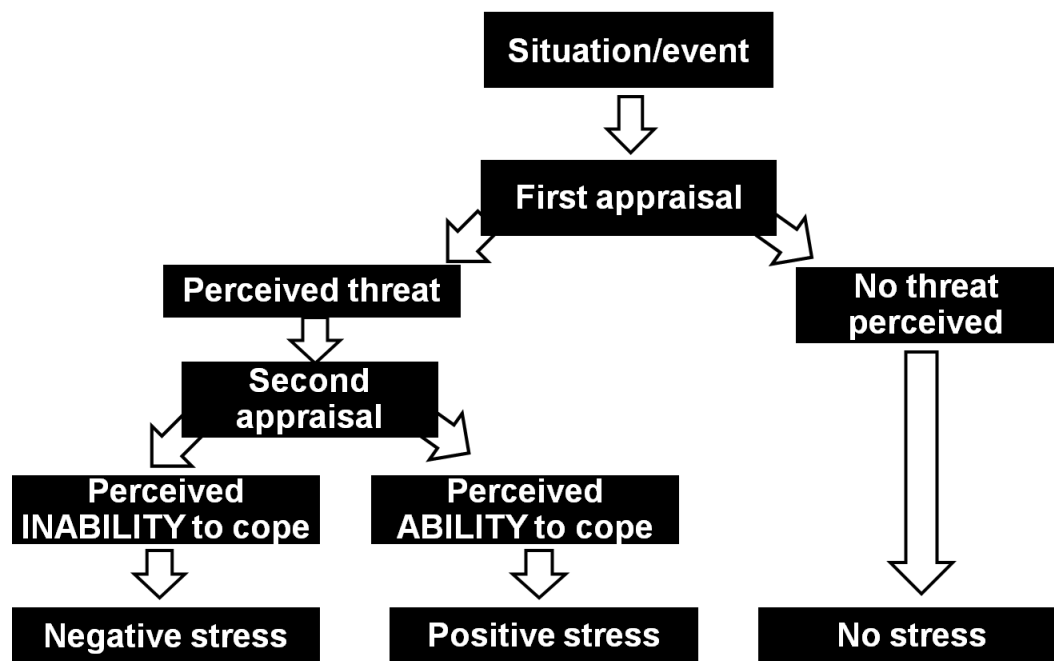 Situation/event
First appraisal
Perceived threat
No threat
perceived
Second
appraisal
Perceived
INABILITY to cope
Perceived
ABILITY to cope
Negative stress
Positive stress
No stress